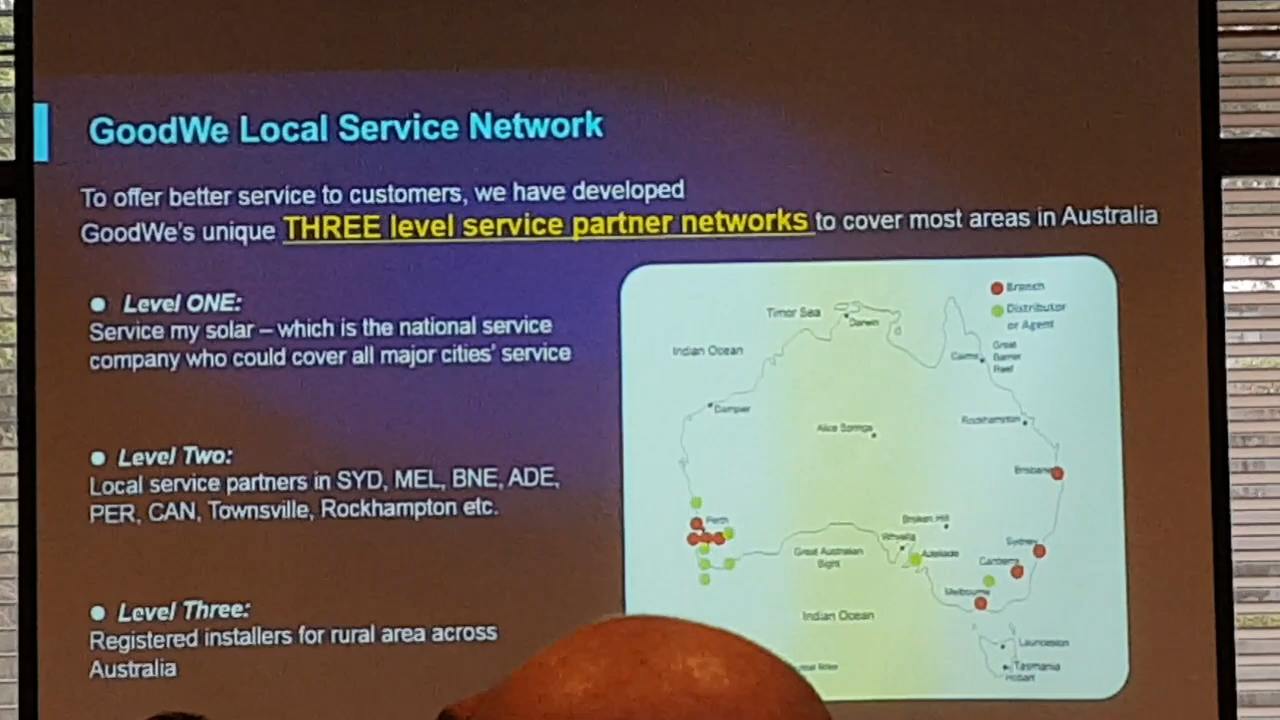 GoodWe Local Service Network
To offer better service to customers, we have developed
GoodWe's unique THREE level service partner networks to cover most areas in Australia
● Level ONE:
Service my solar – which is the national service
company who could cover all major cities' service
● Level Two:
Local service partners in SYD, MEL, BNE, ADE,
PER, CAN, Townsville, Rockhampton etc.
● Level Three:
Registered installers for rural area across
Australia
Branch
Distributor
or Agent
Timor Sea
Darwin
Indian Ocean
Cairns
Great
Barrier
Reef
Damper
Alice Springs
Rockhampton
Brisbane
Perth
Broken Hill
Whyalla
Great Australian
Bight
Adelaide
Sydney
Canberra
Melbourne
Indian Ocean
Launceston
Tasmania
Hobart